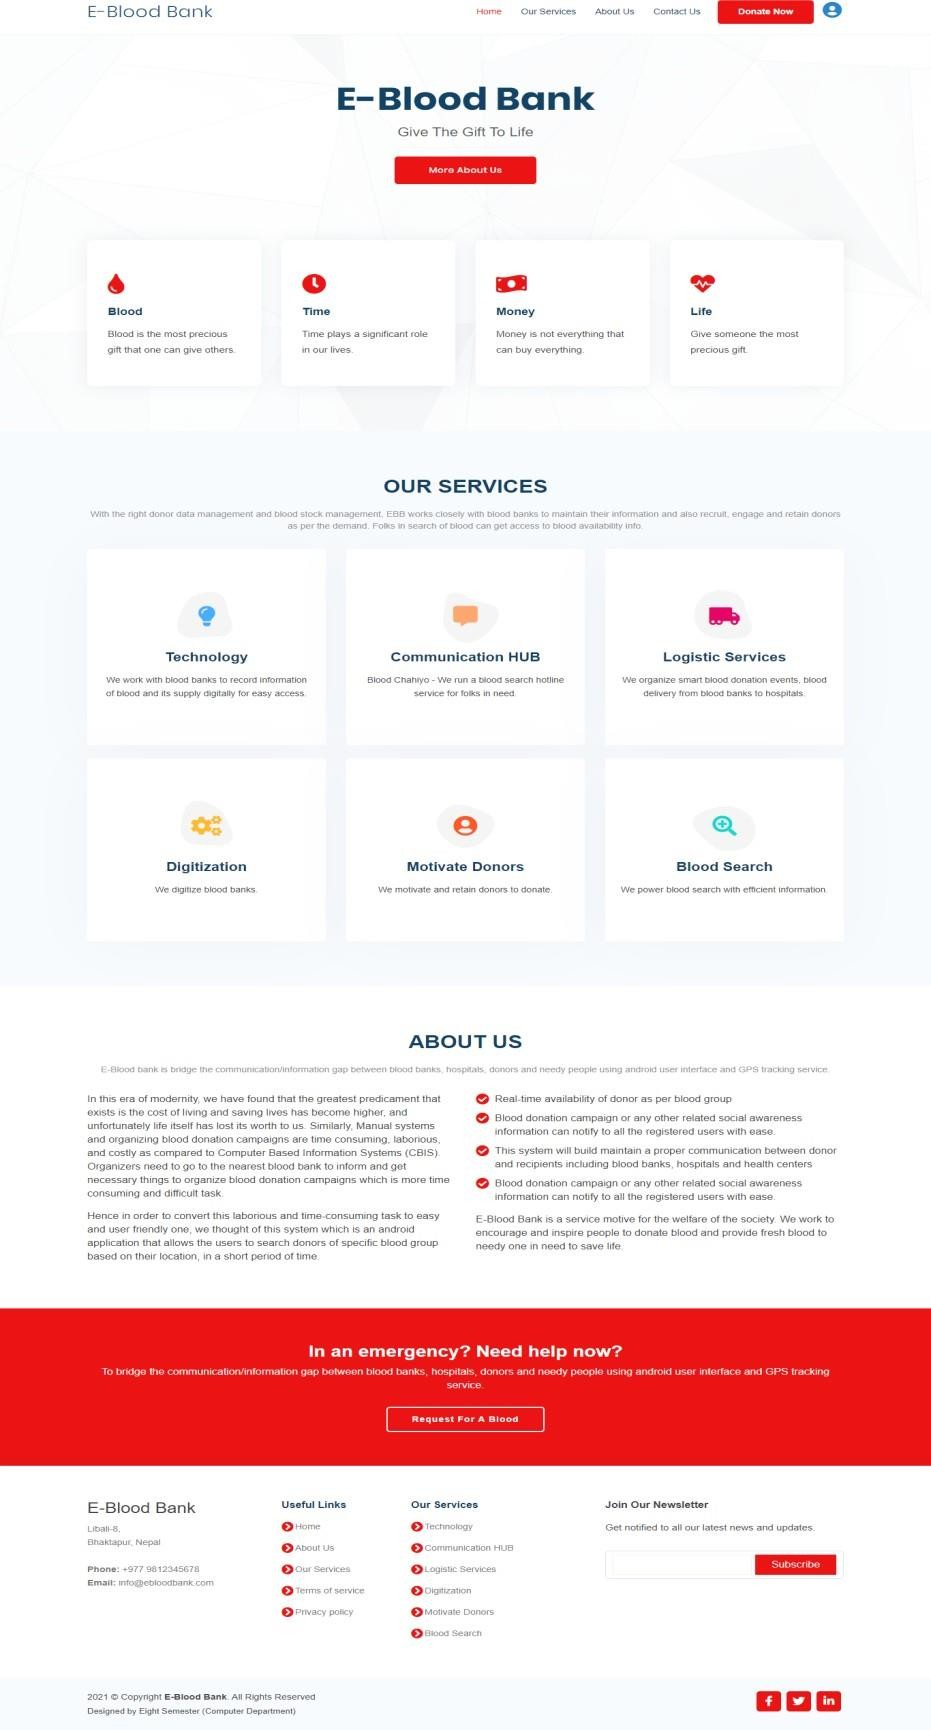 E-Blood Bank
Home Our Services About Us Contact Us Donate Now
E-Blood Bank
Give The Gift To Life
More About Us
Blood
Blood is the most precious
gift that one can give others.
Time
Time plays a significant role
in our lives.
Money
Money is not everything that
can buy everything.
Life
Give someone the most
precious gift.
OUR SERVICES
With the right donor data management and blood stock management, EBB works closely with blood banks to maintain their information and also recruit, engage and retain donors
as per the demand. Folks in search of blood can get access to blood availability info.
Technology
We work with blood banks to record information
of blood and its supply digitally for easy access.
Communication HUB
Blood Chahiyo - We run a blood search hotline
service for folks in need.
Logistic Services
We organize smart blood donation events, blood
delivery from blood banks to hospitals.
Digitization
We digitize blood banks.
Motivate Donors
We motivate and retain donors to donate.
Blood Search
We power blood search with efficient information.
ABOUT US
E-Blood bank is bridge the communication/information gap between blood banks, hospitals, donors and needy people using android user interface and GPS tracking service.
In this era of modernity, we have found that the greatest predicament that
exists is the cost of living and saving lives has become higher, and
unfortunately life itself has lost its worth to us. Similarly, Manual systems
and organizing blood donation campaigns are time consuming, laborious,
and costly as compared to Computer Based Information Systems (CBIS).
Organizers need to go to the nearest blood bank to inform and get
necessary things to organize blood donation campaigns which is more time
consuming and difficult task.
Hence in order to convert this laborious and time-consuming task to easy
and user friendly one, we thought of this system which is an android
application that allows the users to search donors of specific blood group
based on their location, in a short period of time.
Real-time availability of donor as per blood group
Blood donation campaign or any other related social awareness
information can notify to all the registered users with ease.
This system will build maintain a proper communication between donor
and recipients including blood banks, hospitals and health centers
Blood donation campaign or any other related social awareness
information can notify to all the registered users with ease.
E-Blood Bank is a service motive for the welfare of the society. We work to
encourage and inspire people to donate blood and provide fresh blood to
needy one in need to save life.
In an emergency? Need help now?
To bridge the communication/information gap between blood banks, hospitals, donors and needy people using android user interface and GPS tracking
service.
Request For A Blood
E-Blood Bank
Libali-8,
Bhaktapur, Nepal
Phone: +977 9812345678
Email: info@ebloodbank.com
Useful Links
Home
About Us
Our Services
Terms of service
Privacy policy
Our Services
Technology
Communication HUB
Logistic Services
Digitization
Motivate Donors
Blood Search
Join Our Newsletter
Get notified to all our latest news and updates.
Subscribe
2021 © Copyright E-Blood Bank. All Rights Reserved
Designed by Eight Semester (Computer Department)